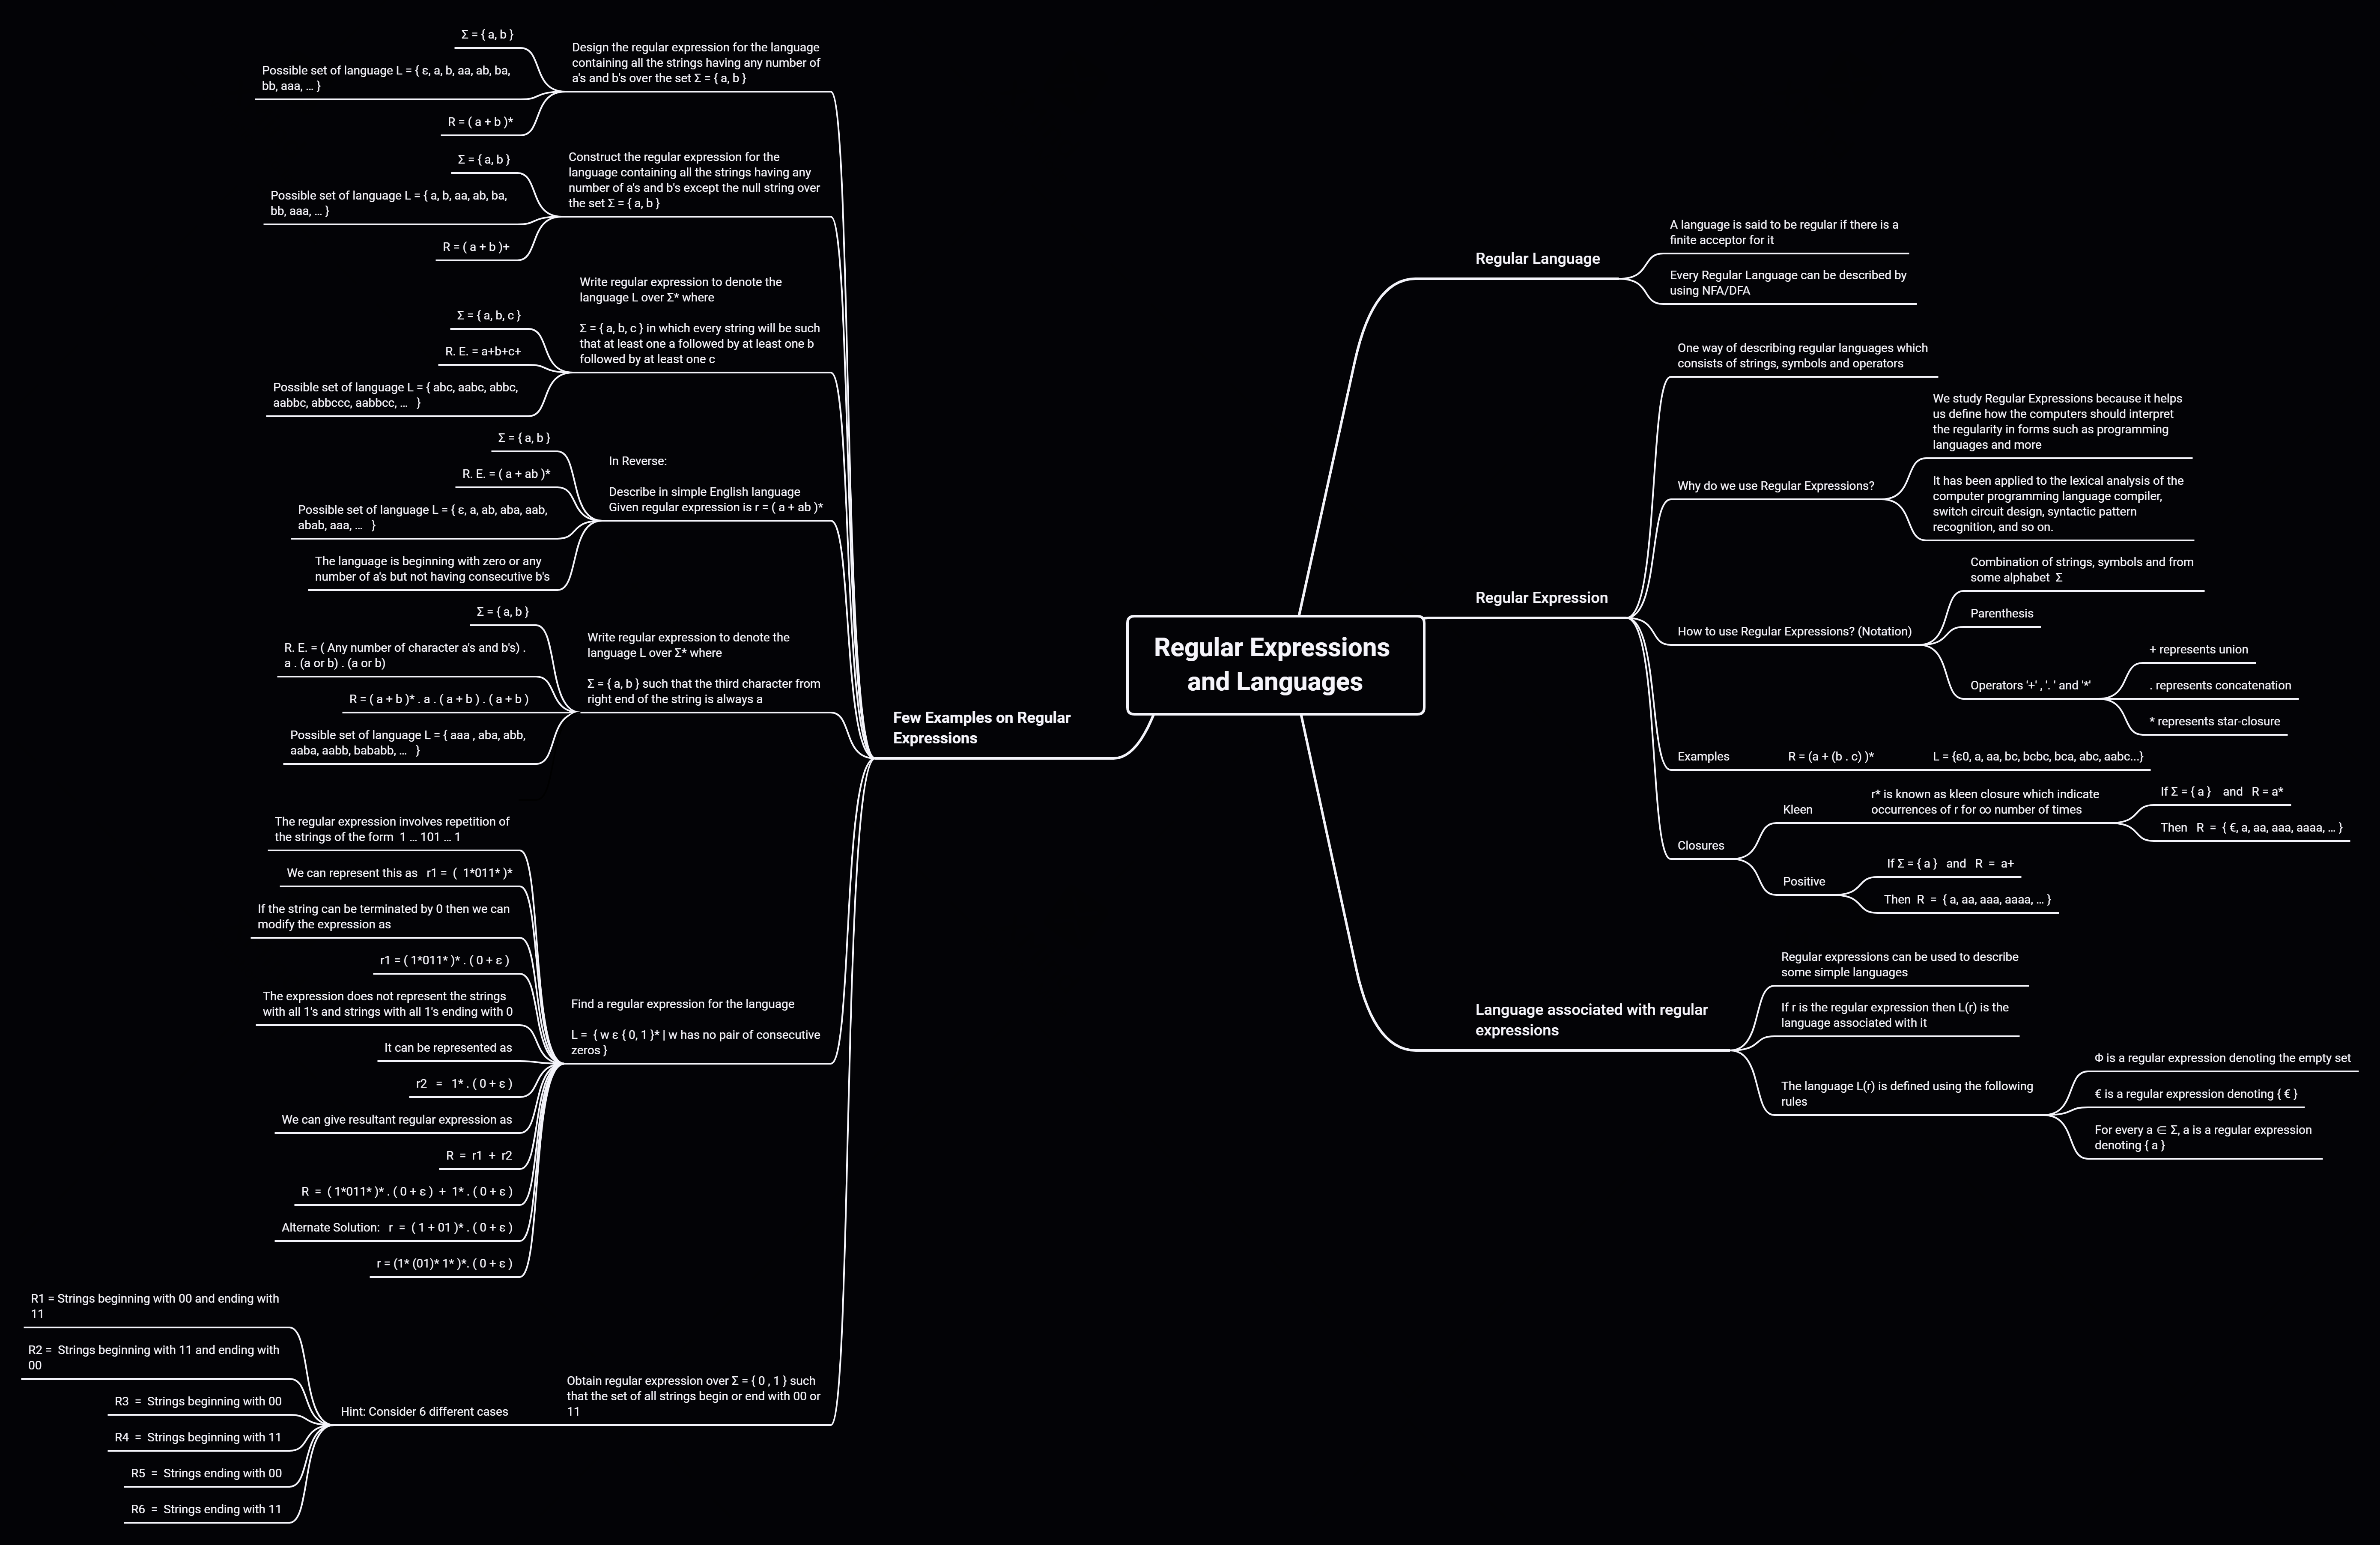 Regular Expressions
and Languages
Regular Language
A language is said to be regular if there is a
finite acceptor for it
Every Regular Language can be described by
using NFA/DFA
Regular Expression
One way of describing regular languages which
consists of strings, symbols and operators
Why do we use Regular Expressions?
We study Regular Expressions because it helps
us define how the computers should interpret
the regularity in forms such as programming
languages and more
It has been applied to the lexical analysis of the
computer programming language compiler,
switch circuit design, syntactic pattern
recognition, and so on.
How to use Regular Expressions? (Notation)
Combination of strings, symbols and from
some alphabet Σ
Parenthesis
Operators '+' , '. ' and '*'
+ represents union
. represents concatenation
* represents star-closure
Examples
R = (a + (b . c) )*
L = {ε0, a, aa, bc, bcbc, bca, abc, aabc...}
Closures
Kleen
r* is known as kleen closure which indicate
occurrences of r for ∞ number of times
If Σ = { a } and R = a*
Then R = { €, a, aa, aaa, aaaa, ... }
Positive
If Σ = { a } and R = a+
Then R = { a, aa, aaa, aaaa, ... }
Language associated with regular
expressions
Regular expressions can be used to describe
some simple languages
If r is the regular expression then L(r) is the
language associated with it
The language L(r) is defined using the following
rules
Φ is a regular expression denoting the empty set
€ is a regular expression denoting { € }
For every a ∈ Σ, a is a regular expression
denoting { a }
Few Examples on Regular
Expressions
Design the regular expression for the language
containing all the strings having any number of
a's and b's over the set Σ = { a, b }
Σ = { a, b }
Possible set of language L = { ε, a, b, aa, ab, ba,
bb, aaa, ... }
R = ( a + b )*
Construct the regular expression for the
language containing all the strings having any
number of a's and b's except the null string over
the set Σ = { a, b }
Σ = { a, b }
Possible set of language L = { a, b, aa, ab, ba,
bb, aaa, ... }
R = ( a + b )+
Write regular expression to denote the
language L over Σ* where
Σ = { a, b, c } in which every string will be such
that at least one a followed by at least one b
followed by at least one c
Σ = { a, b, c }
R. E. = a+b+c+
Possible set of language L = { abc, aabc, abbc,
aabbc, abbccc, aabbcc, ... }
In Reverse:
Describe in simple English language
Given regular expression is r = ( a + ab )*
Σ = { a, b }
R. E. = ( a + ab )*
Possible set of language L = { ε, a, ab, aba, aab,
abab, aaa, ... }
The language is beginning with zero or any
number of a's but not having consecutive b's
Write regular expression to denote the
language L over Σ* where
Σ = { a, b } such that the third character from
right end of the string is always a
Σ = { a, b }
R. E. = ( Any number of character a's and b's) .
a . (a or b) . (a or b)
R = ( a + b )* . a . ( a + b ) . ( a + b )
Possible set of language L = { aaa , aba, abb,
aaba, aabb, bababb, ... }
Find a regular expression for the language
L = { w ε { 0, 1 }* | w has no pair of consecutive
zeros }
The regular expression involves repetition of
the strings of the form 1 ... 101 ... 1
We can represent this as r1 = ( 1*011* )*
If the string can be terminated by 0 then we can
modify the expression as
r1 = ( 1*011* )* . ( 0 + ε )
The expression does not represent the strings
with all 1's and strings with all 1's ending with 0
It can be represented as
r2 = 1* . ( 0 + ε )
We can give resultant regular expression as
R = r1 + r2
R = ( 1*011* )* . ( 0 + ε ) + 1* . ( 0 + ε )
Alternate Solution: r = ( 1 + 01 )* . ( 0 + ε )
r = (1* (01)* 1* )*. ( 0 + ε )
Obtain regular expression over Σ = { 0 , 1 } such
that the set of all strings begin or end with 00 or
11
Hint: Consider 6 different cases
R1 = Strings beginning with 00 and ending with
11
R2 = Strings beginning with 11 and ending with
00
R3 = Strings beginning with 00
R4 = Strings beginning with 11
R5 = Strings ending with 00
R6 = Strings ending with 11